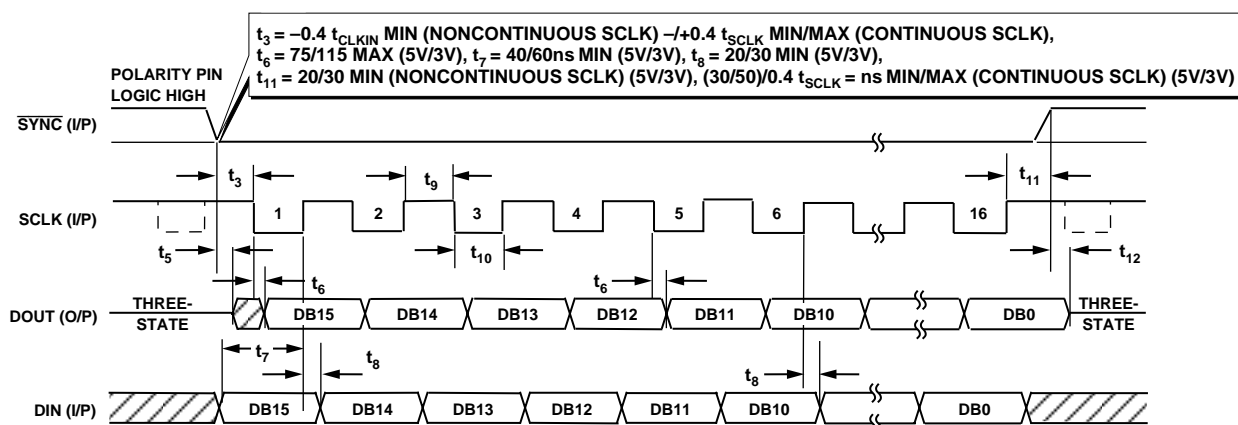 t3 = –0.4 tCLKIN MIN (NONCONTINUOUS SCLK) –/+0.4 tSCLK MIN/MAX (CONTINUOUS SCLK),
t6 = 75/115 MAX (5V/3V), t7 = 40/60ns MIN (5V/3V), t8 = 20/30 MIN (5V/3V),
t11 = 20/30 MIN (NONCONTINUOUS SCLK) (5V/3V), (30/50)/0.4 tSCLK = ns MIN/MAX (CONTINUOUS SCLK) (5V/3V)
POLARITY PIN
LOGIC HIGH
SYNC (I/P)
t3 t9 t11
SCLK (I/P) 1 2 3 4 5 6 16
t5 t10 t12
t6 t6
DOUT (O/P) THREE-
STATE DB15 DB14 DB13 DB12 DB11 DB10 DB0 THREE-
STATE
t7 t8 t8
DIN (I/P) DB15 DB14 DB13 DB12 DB11 DB10 DB0